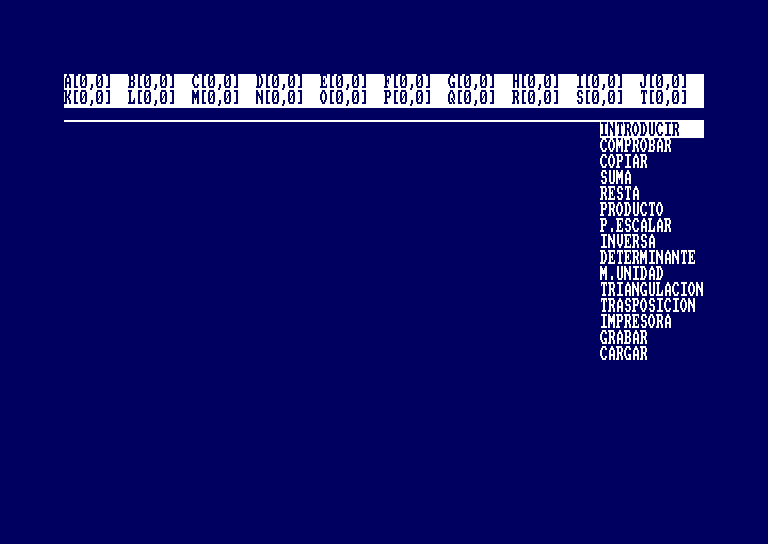 A[0,0] B[0,0] C[0,0] D[0,0] E[0,0] F[0,0] G[0,0] H[0,0] I[0,0] J[0,0]
K[0,0] L[0,0] M[0,0] N[0,0] O[0,0] P[0,0] Q[0,0] R[0,0] S[0,0] T[0,0]
INTRODUCIR
COMPROBAR
COPIAR
SUMA
RESTA
PRODUCTO
P.ESCALAR
INVERSA
DETERMINANTE
M.UNIDAD
TRIANGULACION
TRASPOSICION
IMPRESORA
GRABAR
CARGAR